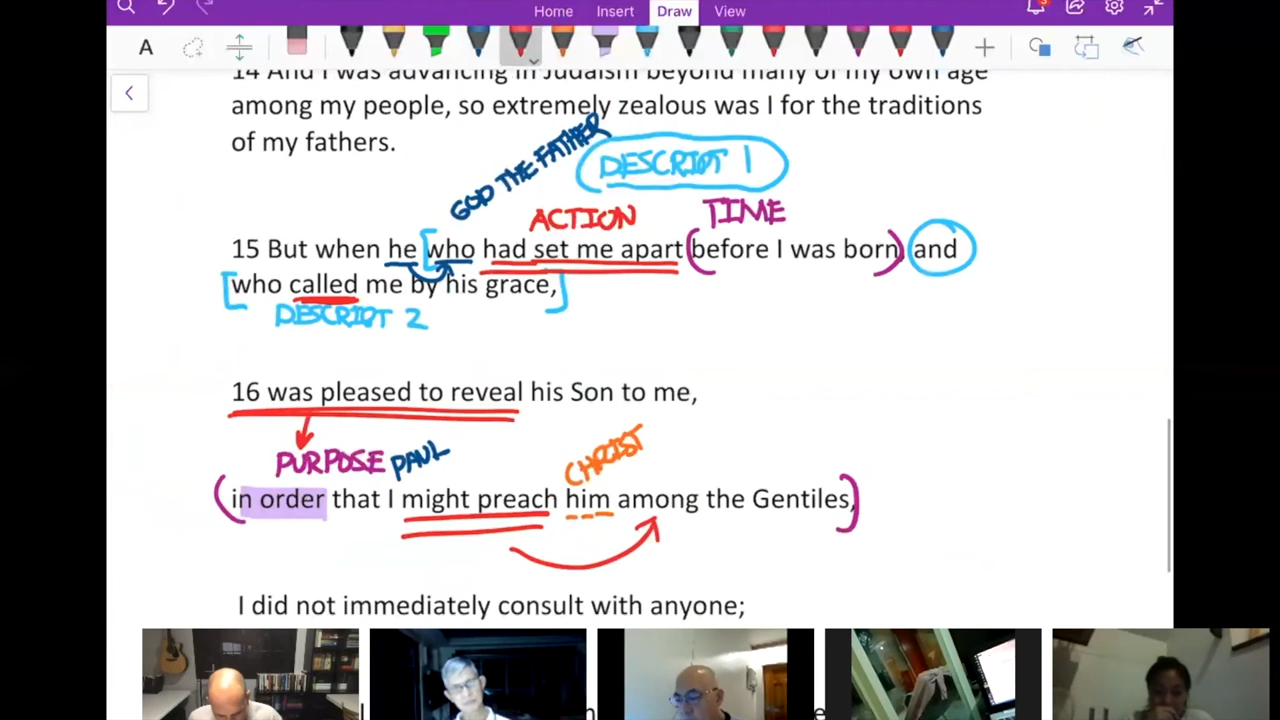 Home Insert Draw View
A
14 And I was advancing in Judaism beyond many of my own age
among my people, so extremely zealous was I for the traditions
of my fathers.
GOD THE FATHER
DESCRIPT 1
ACTION TIME
15 But when he who had set me apart before I was born, and
who called me by his grace,
DESCRIPT 2
16 was pleased to reveal his Son to me,
PURPOSE PAUL CHRIST
in order that I might preach him among the Gentiles,
I did not immediately consult with anyone;